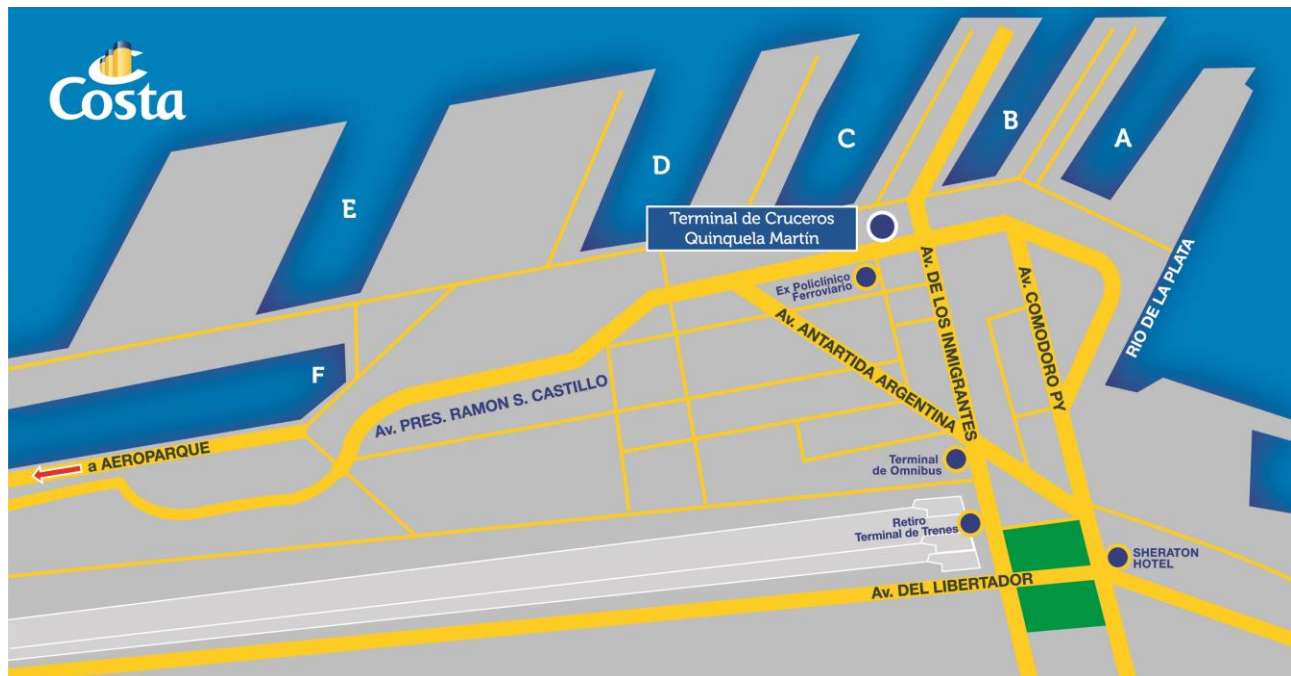 Costa
A
B
C
D
E
F
Terminal de Cruceros
Quinquela Martín
Ex Policlínico
Ferroviario
Av. DE LOS INMIGRANTES
Av. COMODORO PY
RIO DE LA PLATA
Av. ANTARTIDA ARGENTINA
Av. PRES. RAMON S. CASTILLO
a AEROPARQUE
Terminal
de Omnibus
Retiro
Terminal de Trenes
SHERATON
HOTEL
Av. DEL LIBERTADOR